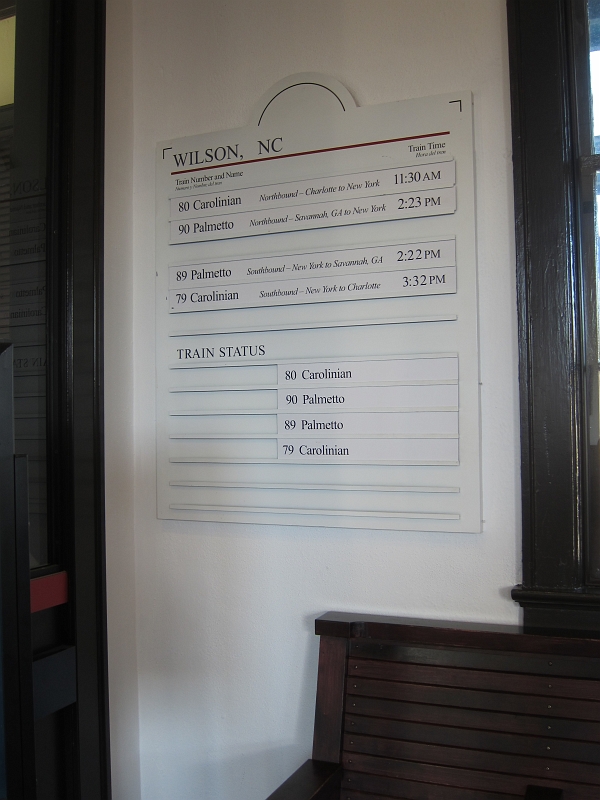 WILSON, NC
Train Number and Name
Train Time
80 Carolinian Northbound – Charlotte to New York 11:30 AM
90 Palmetto Northbound – Savannah, GA to New York 2:23 PM
89 Palmetto Southbound – New York to Savannah, GA 2:22 PM
79 Carolinian Southbound – New York to Charlotte 3:32 PM
TRAIN STATUS
80 Carolinian
90 Palmetto
89 Palmetto
79 Carolinian